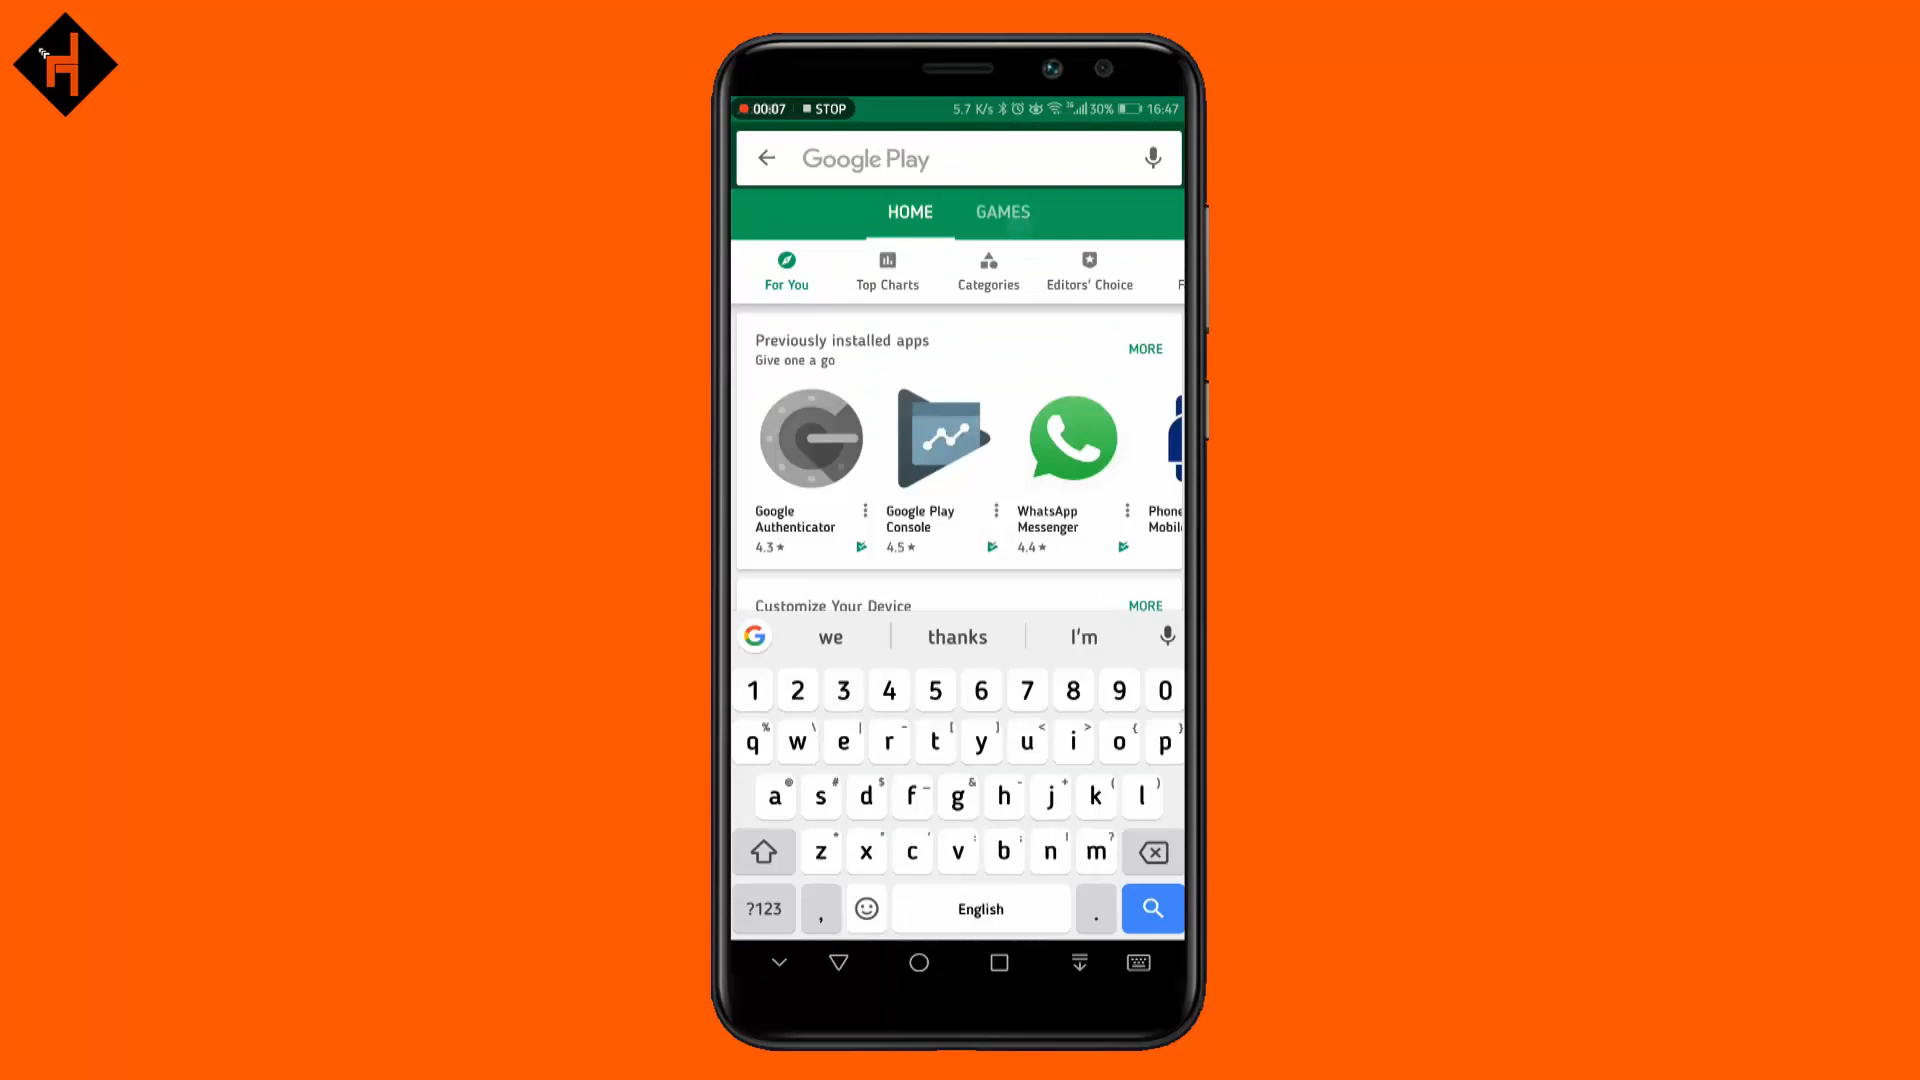 00:07 STOP 5.7 K/s 30% 16:47
Google Play
HOME GAMES
For You Top Charts Categories Editors' Choice F
Previously installed apps
MORE
Give one a go
Google Authenticator
4.3★
Google Play Console
4.5★
WhatsApp Messenger
4.4★
Phone
Mobil
Customize Your Device MORE
we thanks I'm
1 2 3 4 5 6 7 8 9 0
q w e r t y u i o p
a s d f g h j k l
z x c v b n m
?123 , English .